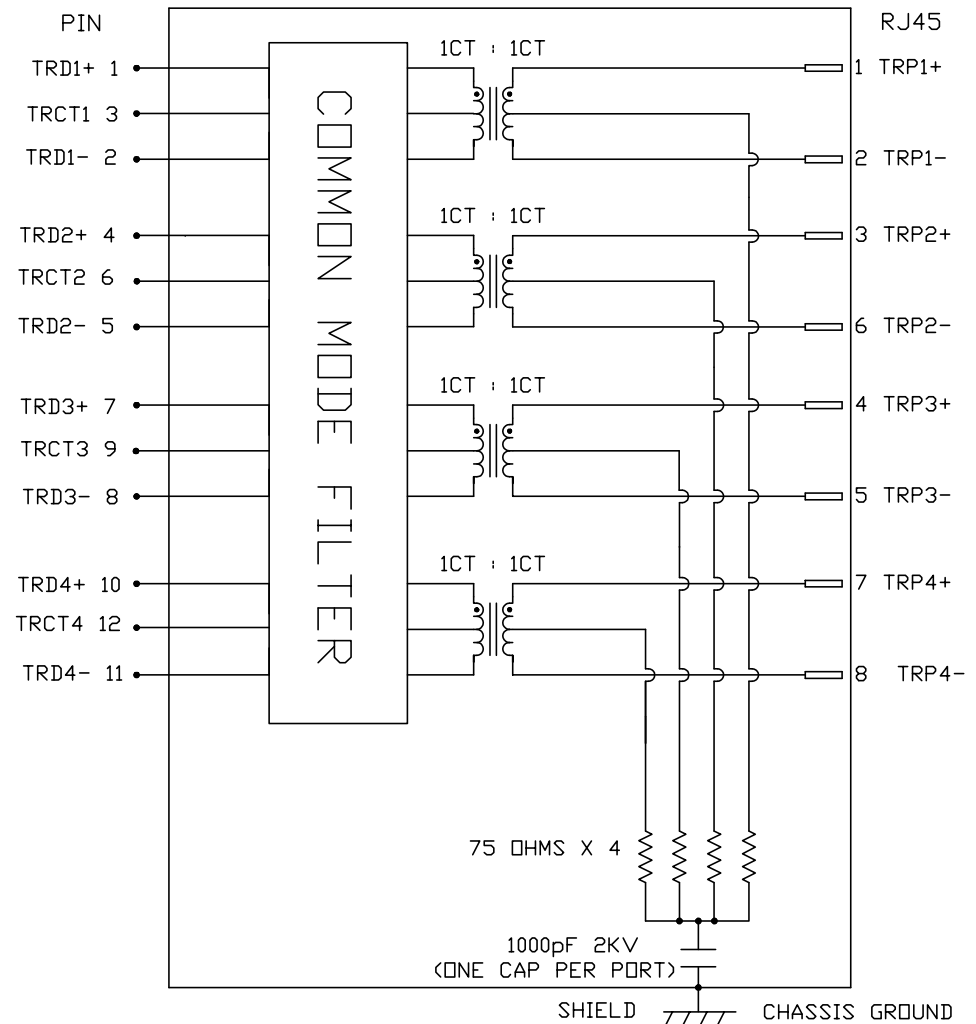 PIN RJ45
1CT : 1CT
TRD1+ 1 1 TRP1+
TRCT1 3
TRD1- 2 2 TRP1-
1CT : 1CT
TRD2+ 4 3 TRP2+
TRCT2 6
TRD2- 5 6 TRP2-
COMMON MODE FILTER
1CT : 1CT
TRD3+ 7 4 TRP3+
TRCT3 9
TRD3- 8 5 TRP3-
1CT : 1CT
TRD4+ 10 7 TRP4+
TRCT4 12
TRD4- 11 8 TRP4-
75 OHMS X 4
1000pF 2KV
(ONE CAP PER PORT)
SHIELD CHASSIS GROUND